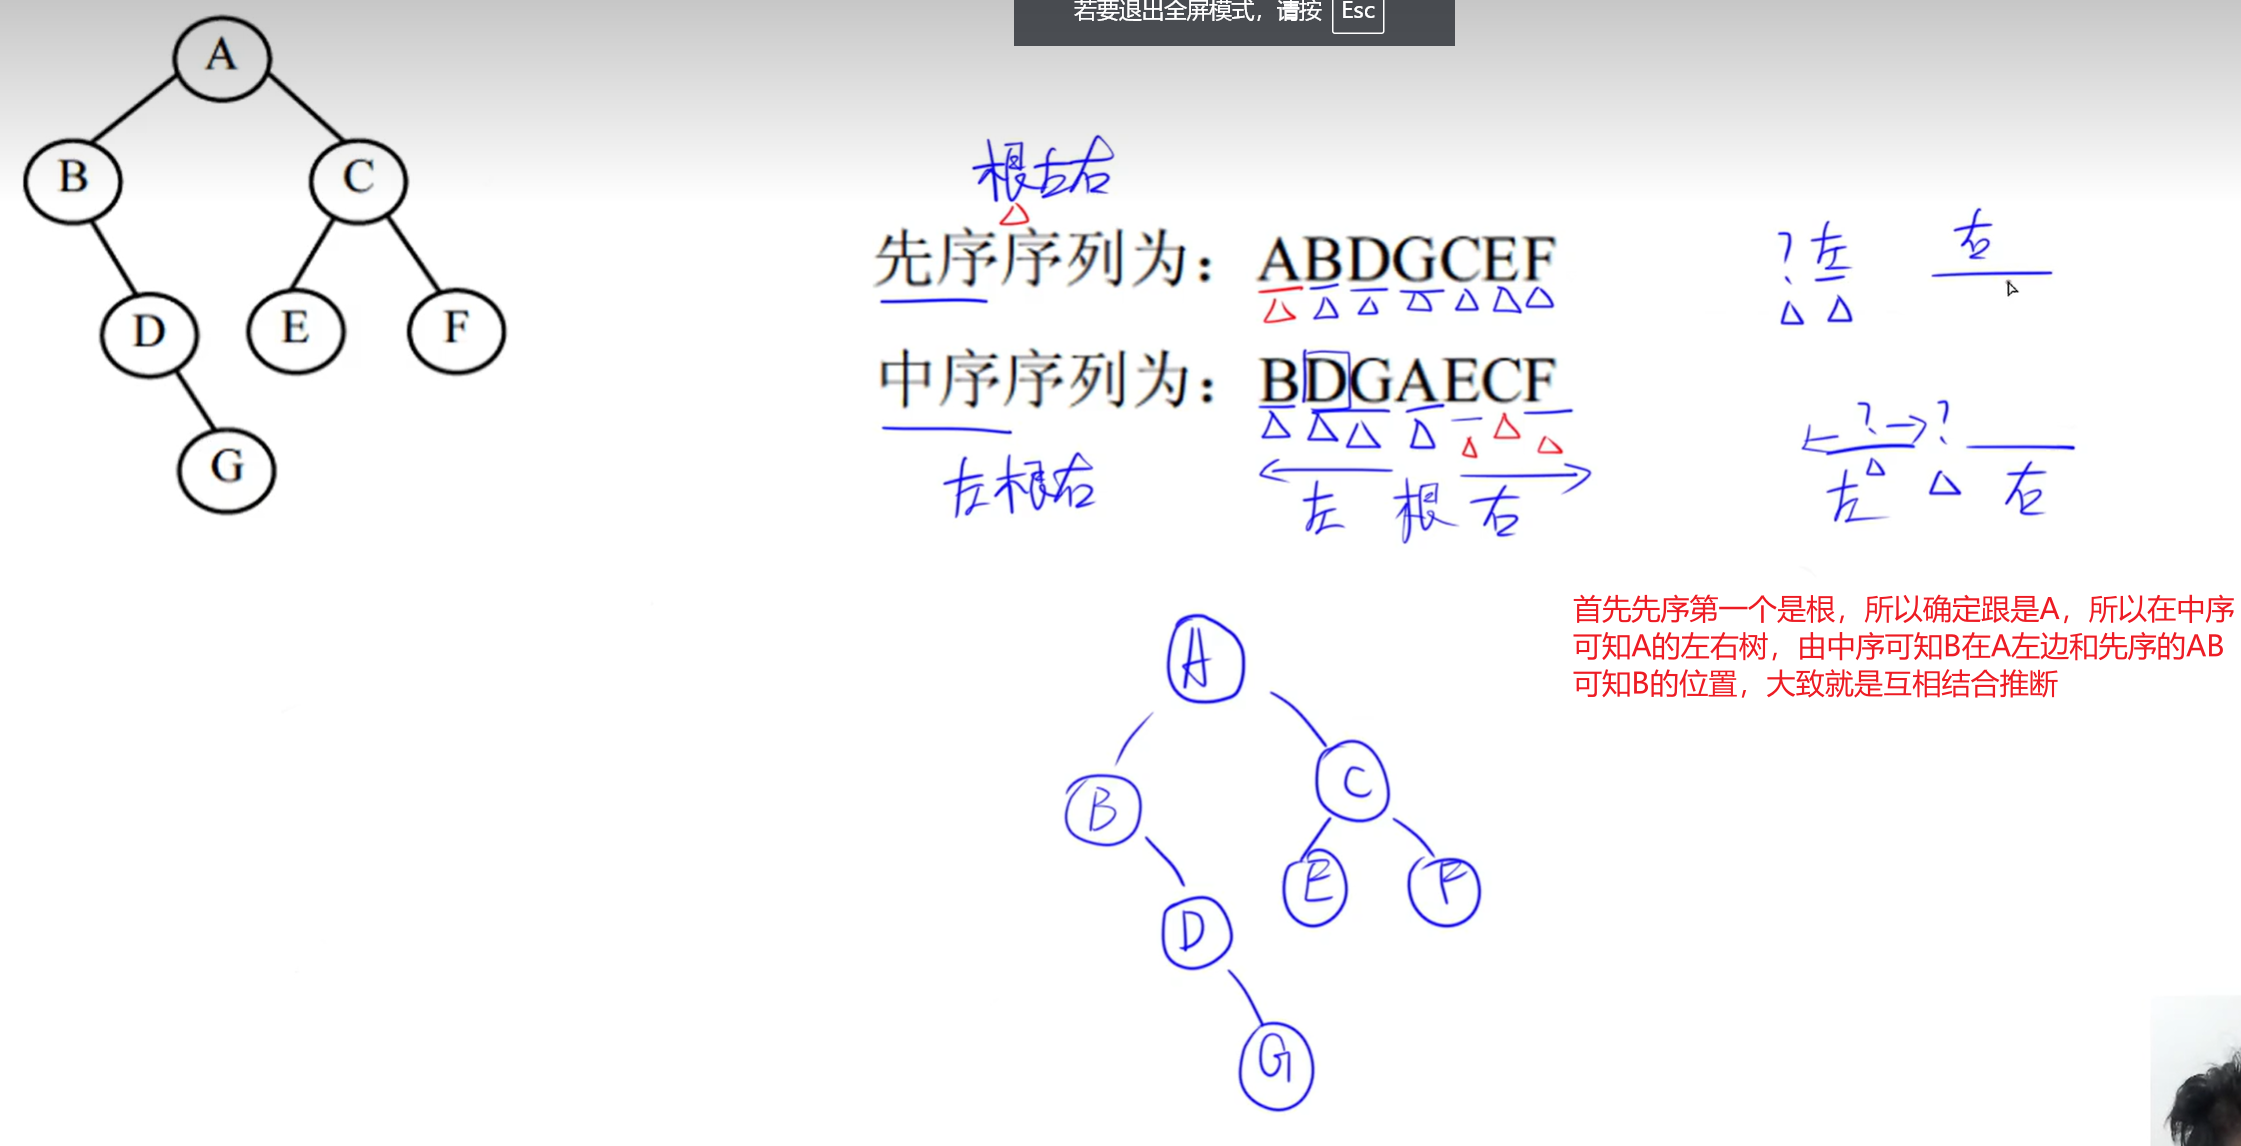 若要退出全屏模式，请按 Esc
A
B
C
D
E
F
G
根左右
先序序列为：ABDGCEF
中序序列为：BDGAECF
左根右
左 根 右
? 左 右
? ?
左 右
首先先序第一个是根，所以确定跟是A，所以在中序
可知A的左右树，由中序可知B在A左边和先序的AB
可知B的位置，大致就是互相结合推断
A
B
C
D
E
F
G